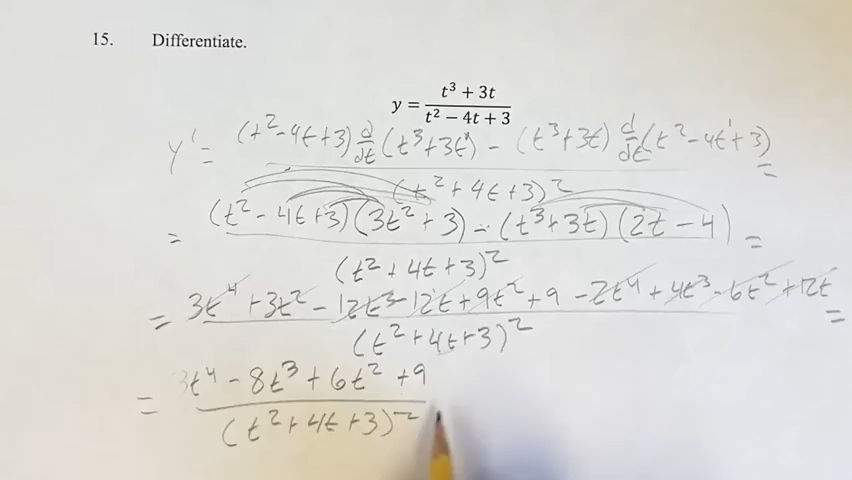 15. Differentiate.
y = (t³ + 3t)/(t² − 4t + 3)
y' = ((t² − 4t + 3) d/dt (t³ + 3t)' − (t³ + 3t) d/dt (t² − 4t + 3)')/(t² + 4t + 3)² =
= ((t² − 4t + 3)(3t² + 3) − (t³ + 3t)(2t − 4))/(t² + 4t + 3)² =
= (3t⁴ + 3t² − 12t³ − 12t + 9t² + 9 − 2t⁴ + 4t³ − 6t² + 12t)/(t² + 4t + 3)² =
= (t⁴ − 8t³ + 6t² + 9)/(t² + 4t + 3)²